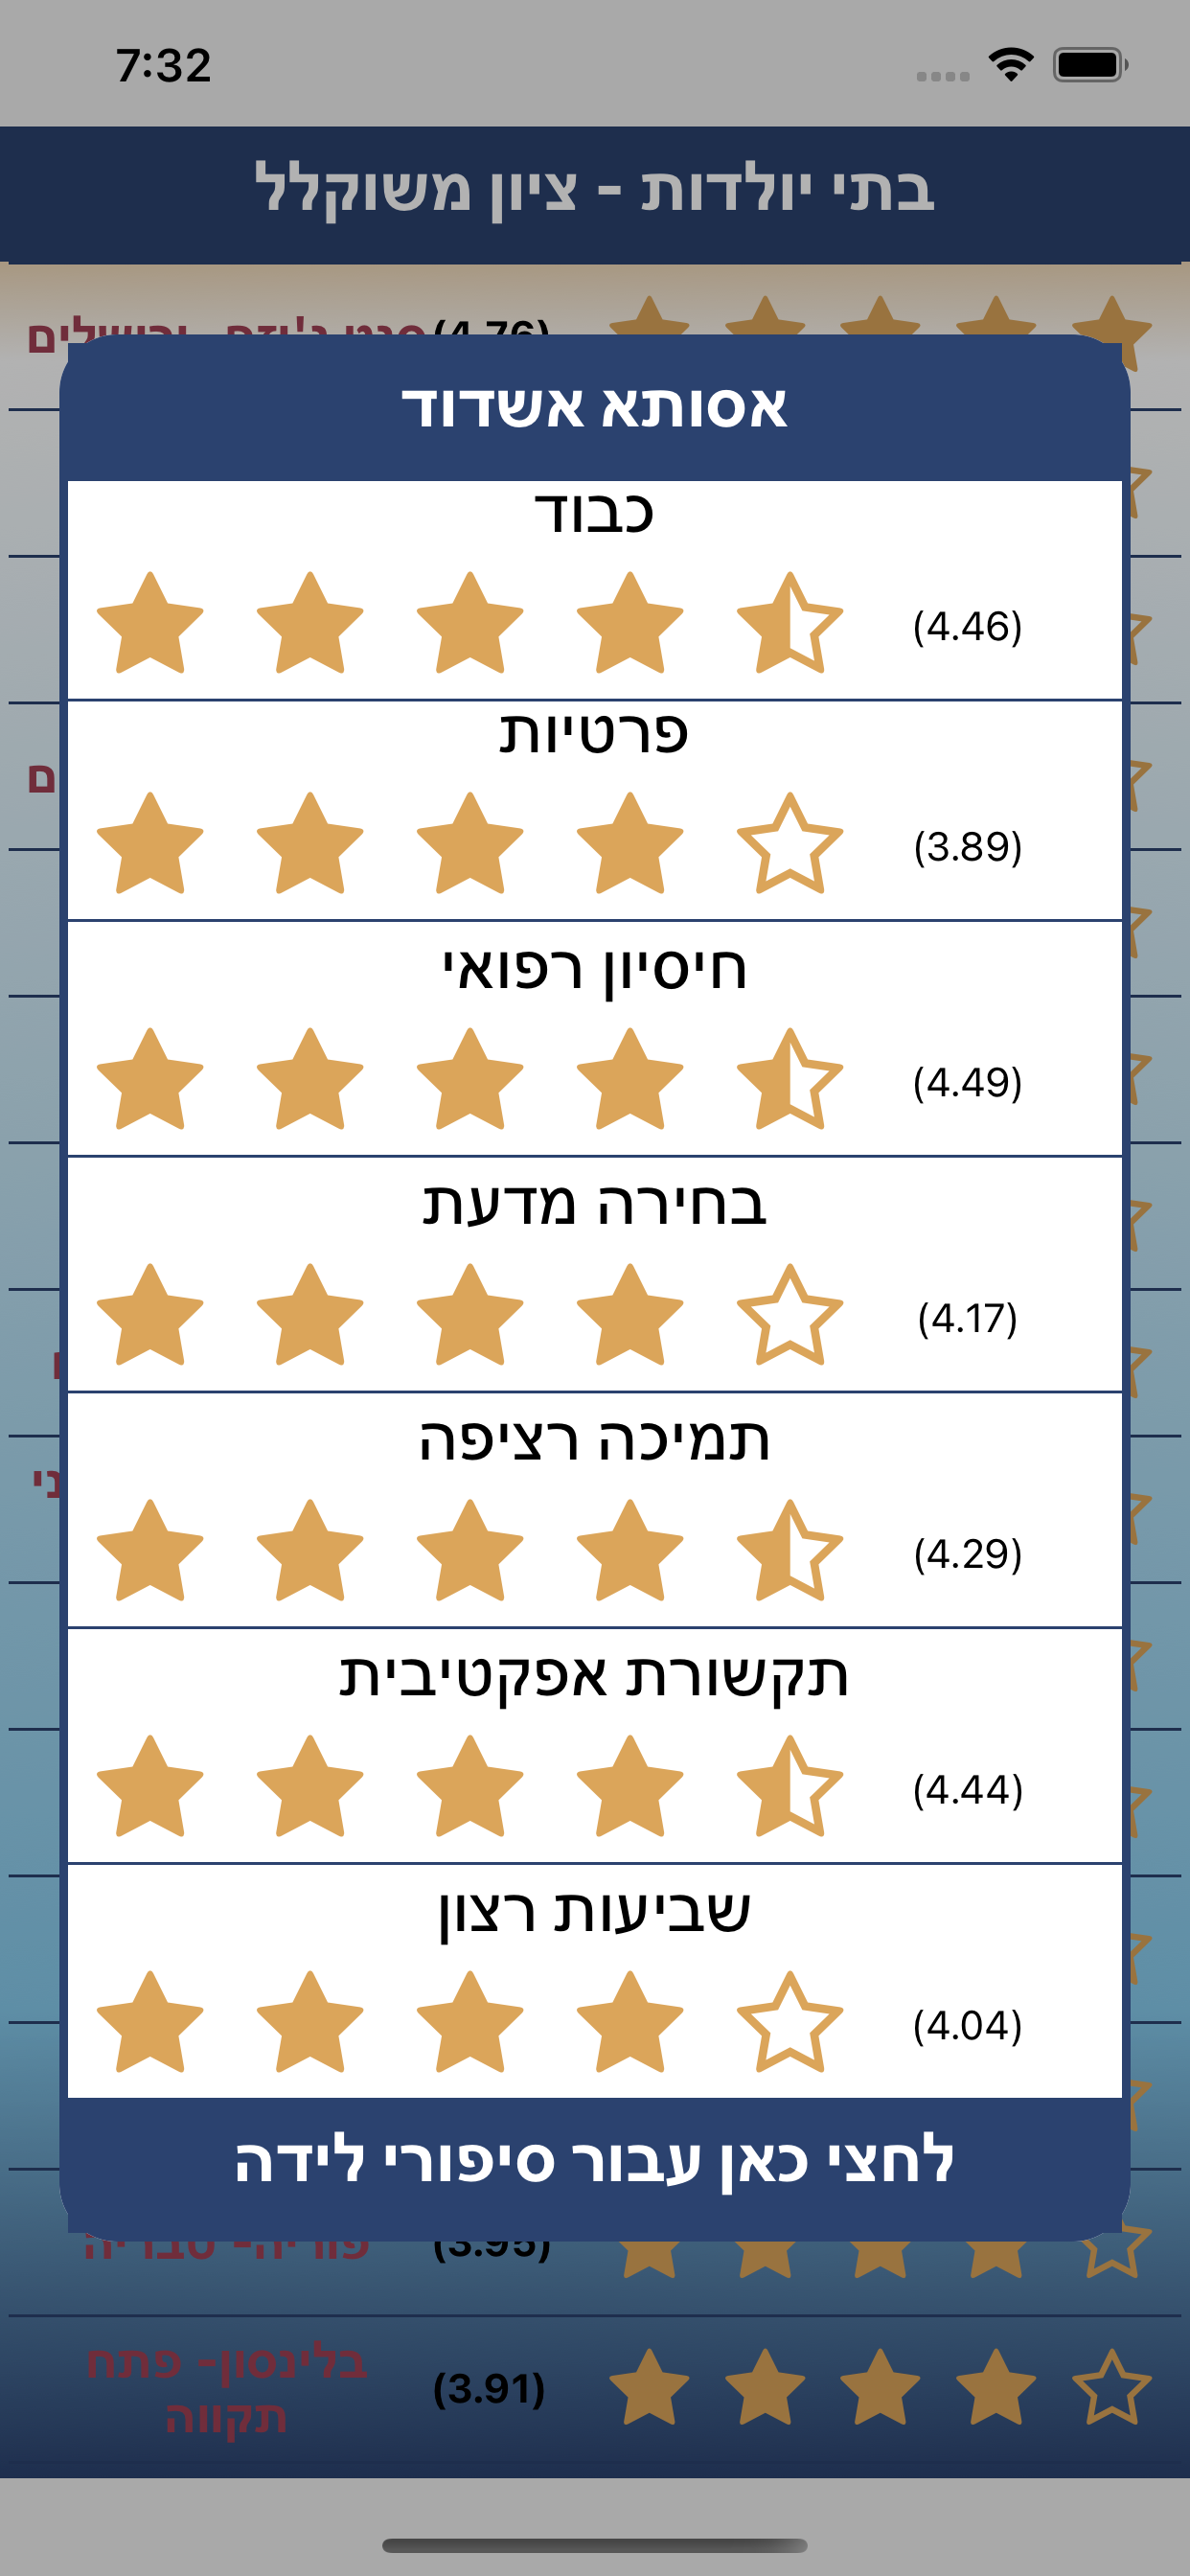 7:32
בתי יולדות - ציון משוקלל
(4.76)
אסותא אשדוד
כבוד
(4.46)
פרטיות
(3.89)
חיסיון רפואי
(4.49)
בחירה מדעת
(4.17)
תמיכה רציפה
(4.29)
תקשורת אפקטיבית
(4.44)
שביעות רצון
(4.04)
לחצי כאן עבור סיפורי לידה
פוריה- טבריה
(3.95)
בלינסון- פתח
תקווה
(3.91)